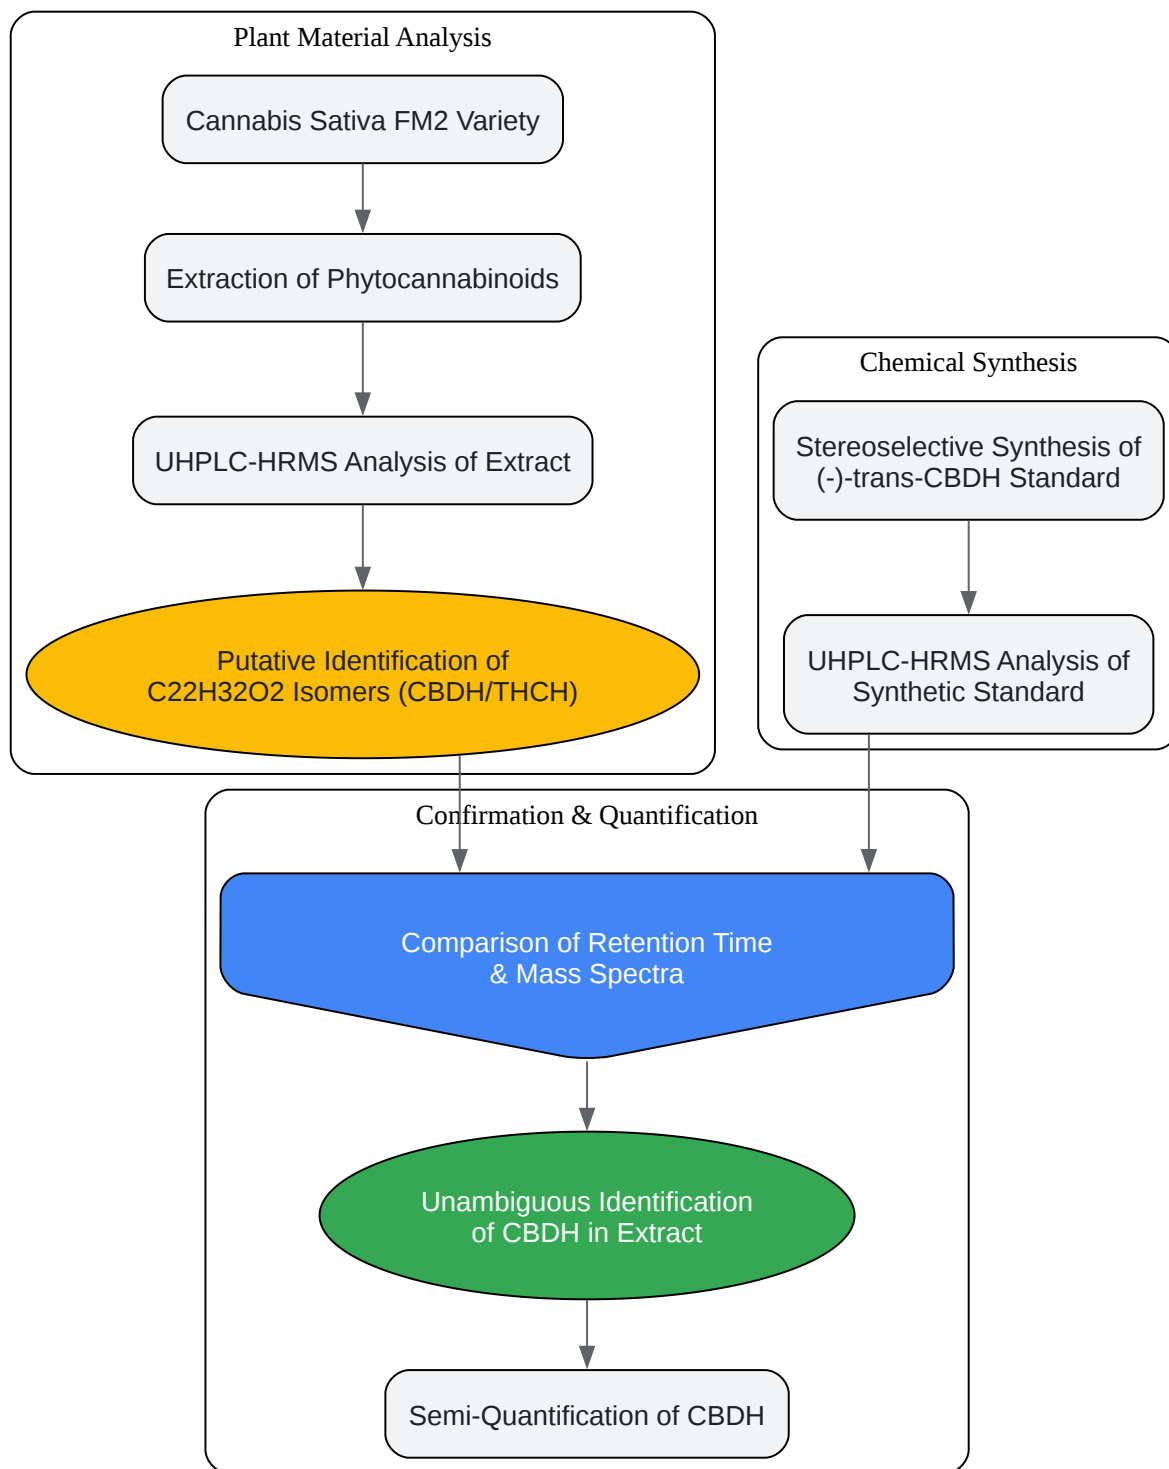 Plant Material Analysis
Cannabis Sativa FM2 Variety
Extraction of Phytocannabinoids
UHPLC-HRMS Analysis of Extract
Putative Identification of
C22H32O2 Isomers (CBDH/THCH)
Chemical Synthesis
Stereoselective Synthesis of
(-)-trans-CBDH Standard
UHPLC-HRMS Analysis of
Synthetic Standard
Confirmation & Quantification
Comparison of Retention Time
& Mass Spectra
Unambiguous Identification
of CBDH in Extract
Semi-Quantification of CBDH